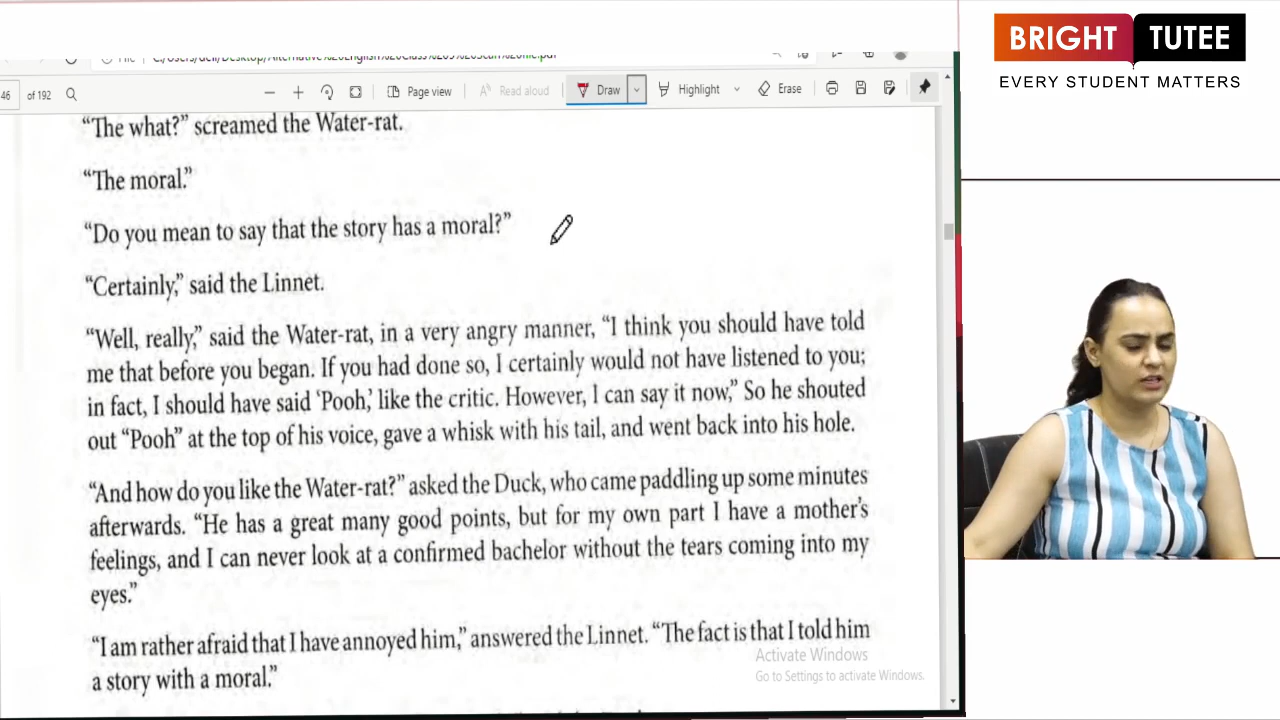 BRIGHT TUTEE
EVERY STUDENT MATTERS
46 of 192
Page view
Read aloud
Draw
Highlight
Erase
“The what?” screamed the Water-rat.
“The moral.”
“Do you mean to say that the story has a moral?”
“Certainly,” said the Linnet.
“Well, really,” said the Water-rat, in a very angry manner, “I think you should have told
me that before you began. If you had done so, I certainly would not have listened to you;
in fact, I should have said ‘Pooh,’ like the critic. However, I can say it now,” So he shouted
out “Pooh” at the top of his voice, gave a whisk with his tail, and went back into his hole.
“And how do you like the Water-rat?” asked the Duck, who came paddling up some minutes
afterwards. “He has a great many good points, but for my own part I have a mother’s
feelings, and I can never look at a confirmed bachelor without the tears coming into my
eyes.”
“I am rather afraid that I have annoyed him,” answered the Linnet. “The fact is that I told him
a story with a moral.”
Activate Windows
Go to Settings to activate Windows.